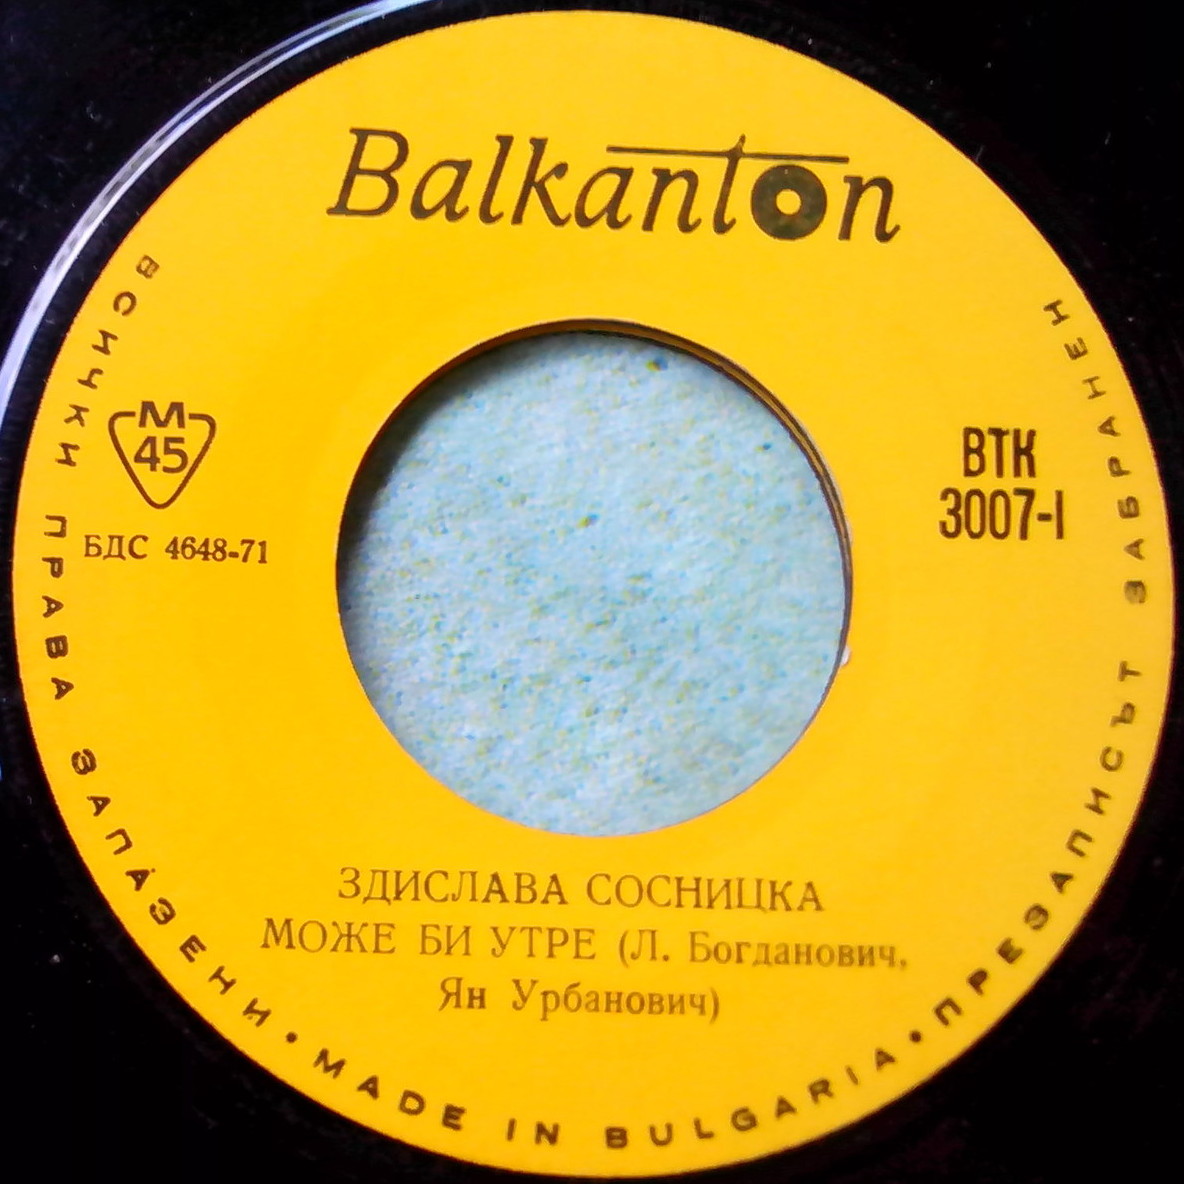 Balkanton
М
45
БДС 4648-71
ВТК
3007-I
ЗДИСЛАВА СОСНИЦКА
МОЖЕ БИ УТРЕ (Л. Богданович,
Ян Урбанович)
ВСИЧКИ ПРАВА ЗАПАЗЕНИ • MADE IN BULGARIA • ПРЕЗАПИСЪТ ЗАБРАНЕН